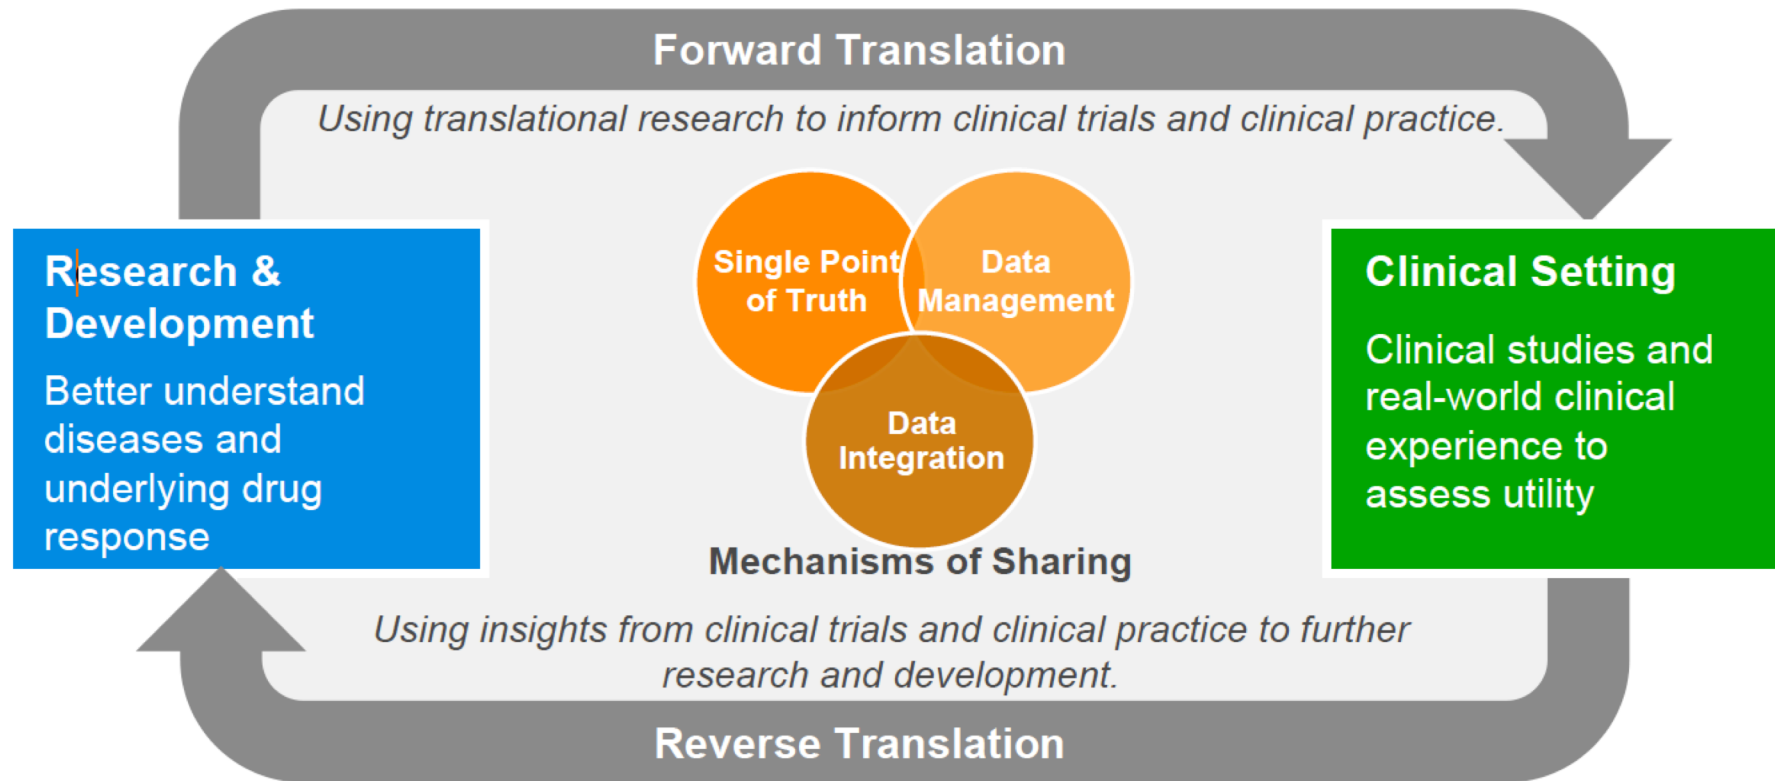 Forward Translation
Using translational research to inform clinical trials and clinical practice.
Research &
Development
Better understand
diseases and
underlying drug
response
Single Point
of Truth
Data
Management
Data
Integration
Mechanisms of Sharing
Clinical Setting
Clinical studies and
real-world clinical
experience to
assess utility
Using insights from clinical trials and clinical practice to further
research and development.
Reverse Translation